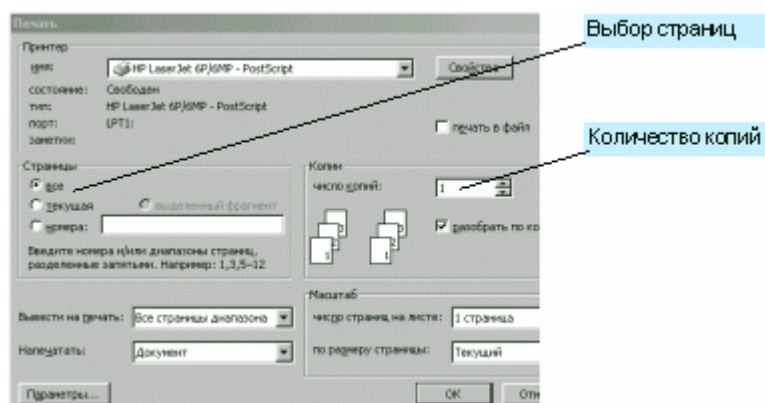 Печать
Выбор страниц
Принтер
имя: HP LaserJet 6P/6MP - PostScript Свойства
состояние: Свободен
тип: HP LaserJet 6P/6MP - PostScript
порт: LPT1:
заметки:
печать в файл
Количество копий
Страницы
все
текущая выделенный фрагмент
номера:
Введите номера и/или диапазоны страниц,
разделенные запятыми. Например: 1,3,5–12
Копии
число копий: 1
разобрать по ко
Вывести на печать: Все страницы диапазона
Напечатать: Документ
Масштаб
число страниц на листе: 1 страница
по размеру страницы: Текущий
Параметры... OK Отм